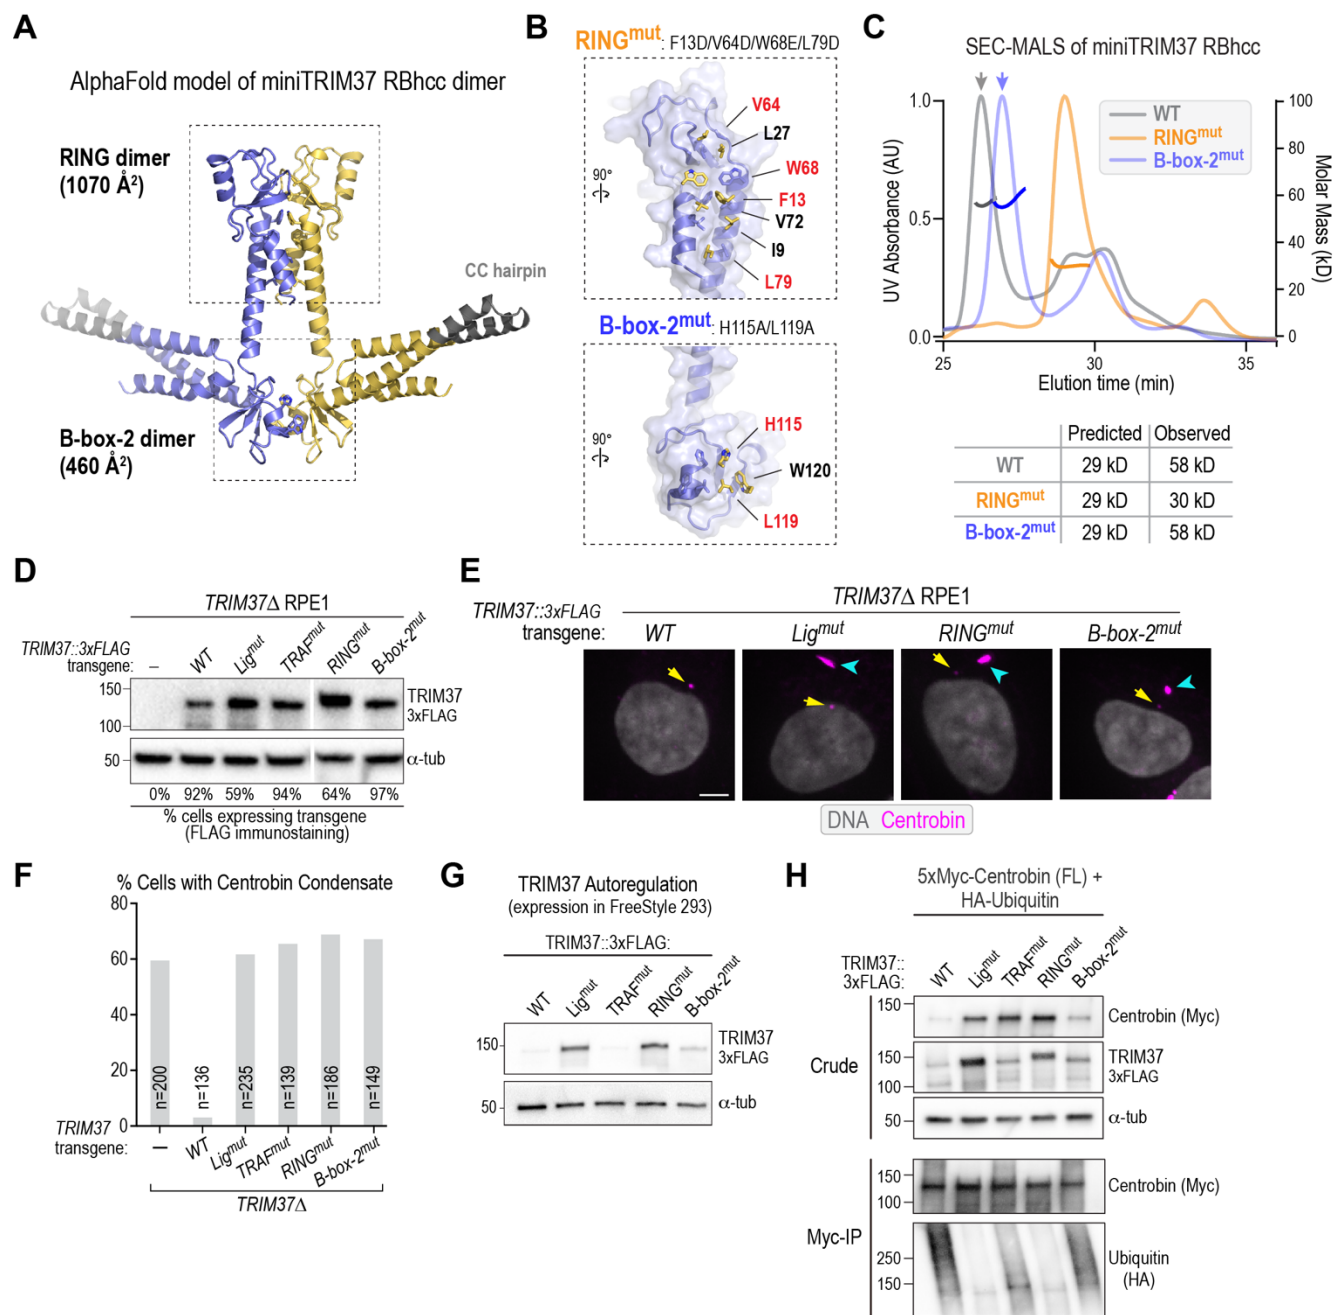 A
AlphaFold model of miniTRIM37 RBhcc dimer
RING dimer
(1070 Å²)
CC hairpin
B-box-2 dimer
(460 Å²)
B
RINGmut: F13D/V64D/W68E/L79D
90°
V64
L27
W68
F13
V72
I9
L79
B-box-2mut: H115A/L119A
90°
H115
W120
L119
C
SEC-MALS of miniTRIM37 RBhcc
WT
RINGmut
B-box-2mut
UV Absorbance (AU)
1.0
0.5
0.0
Molar Mass (kD)
100
80
60
40
20
0
25 30 35
Elution time (min)
Predicted Observed
WT 29 kD 58 kD
RINGmut 29 kD 30 kD
B-box-2mut 29 kD 58 kD
D
TRIM37Δ RPE1
TRIM37::3xFLAG
transgene:
– WT Ligmut TRAFmut RINGmut B-box-2mut
150
100
TRIM37
3xFLAG
50
α-tub
0% 92% 59% 94% 64% 97%
% cells expressing transgene
(FLAG immunostaining)
E
TRIM37Δ RPE1
TRIM37::3xFLAG
transgene:
WT Ligmut RINGmut B-box-2mut
DNA Centrobin
F
% Cells with Centrobin Condensate
80
60
40
20
0
n=200 n=136 n=235 n=139 n=186 n=149
TRIM37
transgene:
– WT Ligmut TRAFmut RINGmut B-box-2mut
TRIM37Δ
G
TRIM37 Autoregulation
(expression in FreeStyle 293)
TRIM37::3xFLAG:
WT Ligmut TRAFmut RINGmut B-box-2mut
150
TRIM37
3xFLAG
50
α-tub
H
5xMyc-Centrobin (FL) +
HA-Ubiquitin
TRIM37::
3xFLAG:
WT Ligmut TRAFmut RINGmut B-box-2mut
Crude
150
Centrobin (Myc)
150
100
TRIM37
3xFLAG
50
α-tub
Myc-IP
150
100
Centrobin (Myc)
250
150
Ubiquitin
(HA)